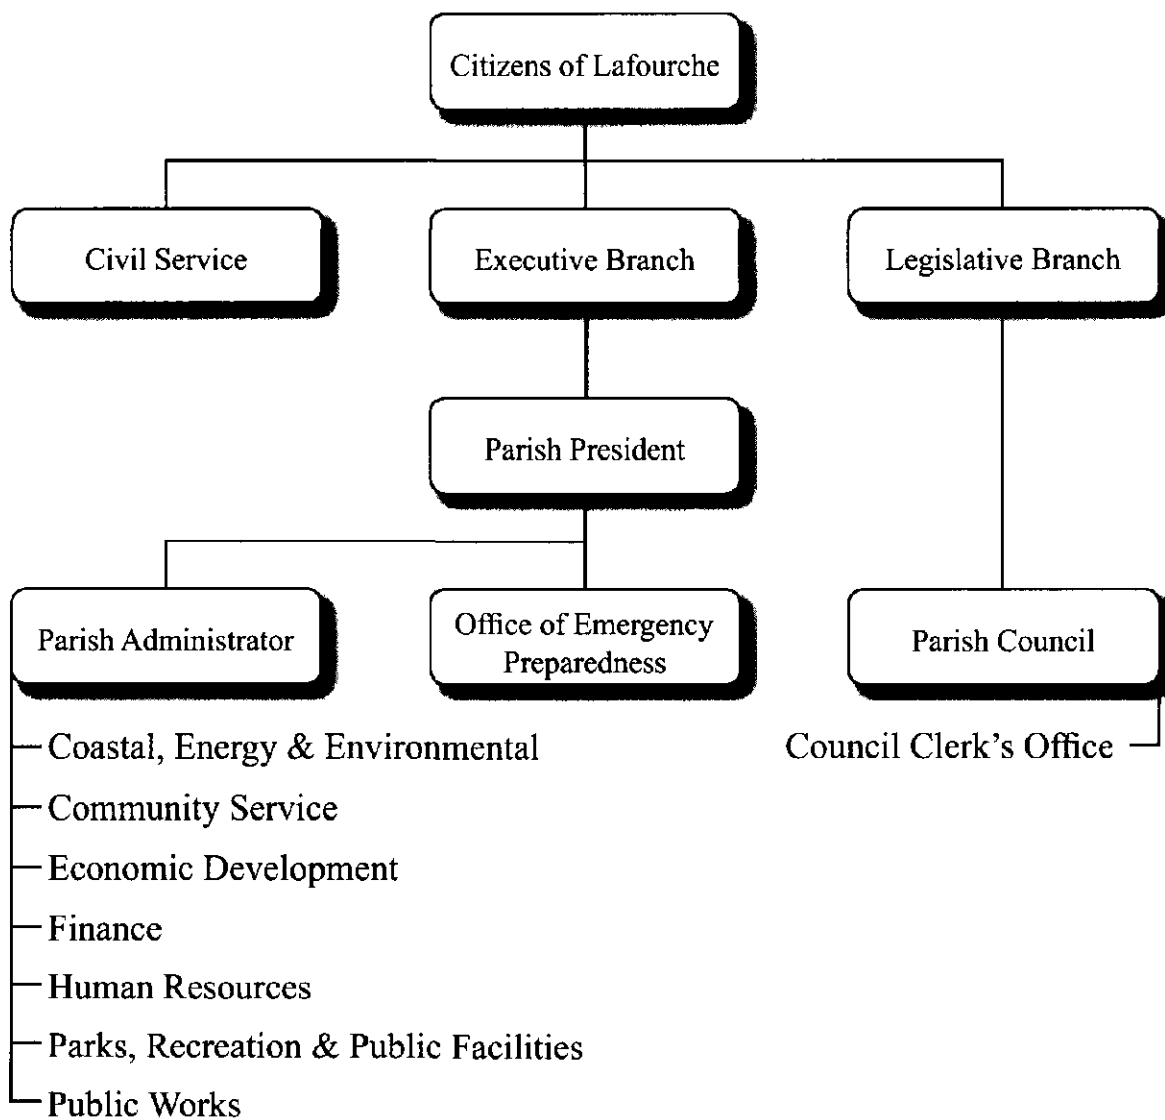 Citizens of Lafourche
Civil Service
Executive Branch
Legislative Branch
Parish President
Parish Administrator
Office of Emergency
Preparedness
Parish Council
Coastal, Energy & Environmental
Community Service
Economic Development
Finance
Human Resources
Parks, Recreation & Public Facilities
Public Works
Council Clerk's Office